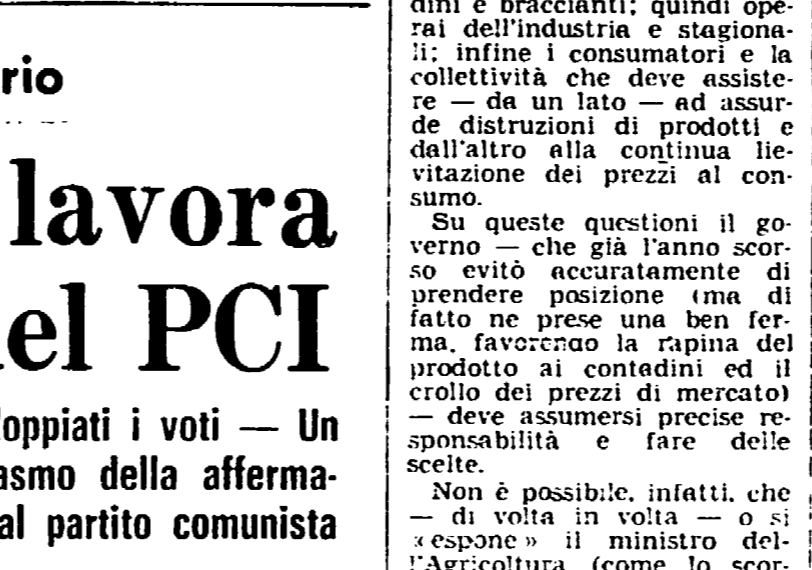 rio
lavora
el PCI
oppiati i voti — Un
asmo della afferma-
al partito comunista
dini e braccianti; quindi ope-
rai dell'industria e stagiona-
li; infine i consumatori e la
collettività che deve assiste-
re — da un lato — ad assur-
de distruzioni di prodotti e
dall'altro alla continua lie-
vitazione dei prezzi al con-
sumo.
Su queste questioni il go-
verno — che già l'anno scor-
so evitò accuratamente di
prendere posizione (ma di
fatto ne prese una ben fer-
ma, favorendo la rapina del
prodotto ai contadini ed il
crollo dei prezzi di mercato)
— deve assumersi precise re-
sponsabilità e fare delle
scelte.
Non è possibile, infatti, che
— di volta in volta — o si
« espone » il ministro del-
l'Agricoltura (come lo scor-